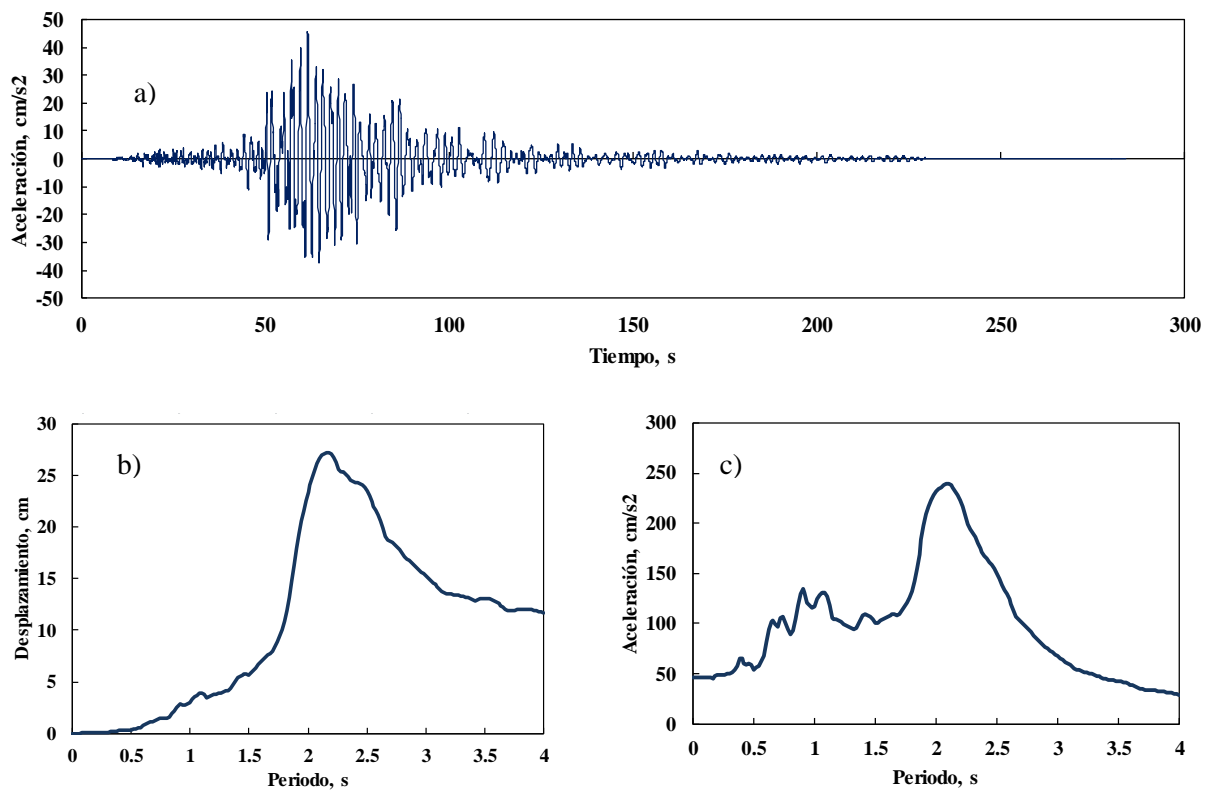 50
40
30
20
10
0
-10
-20
-30
-40
-50
Aceleración, cm/s2
a)
0 50 100 150 200 250 300
Tiempo, s
30
25
20
15
10
5
0
Desplazamiento, cm
b)
0 0.5 1 1.5 2 2.5 3 3.5 4
Periodo, s
300
250
200
150
100
50
0
Aceleración, cm/s2
c)
0 0.5 1 1.5 2 2.5 3 3.5 4
Periodo, s